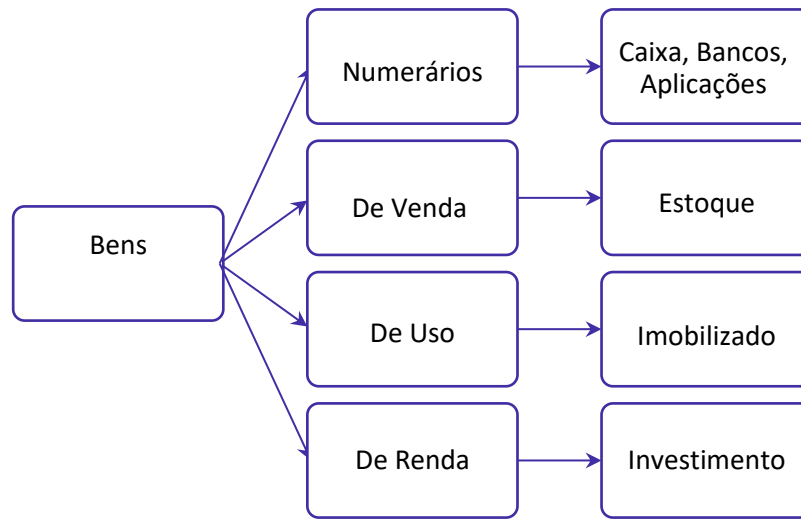 Bens
Numerários
Caixa, Bancos,
Aplicações
De Venda
Estoque
De Uso
Imobilizado
De Renda
Investimento